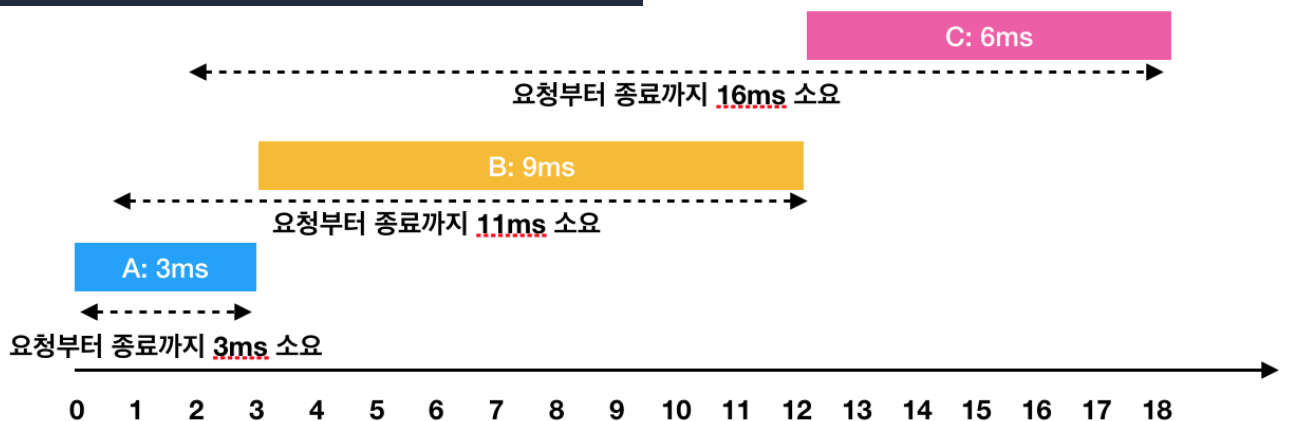 C: 6ms
요청부터 종료까지 16ms 소요
B: 9ms
요청부터 종료까지 11ms 소요
A: 3ms
요청부터 종료까지 3ms 소요
0 1 2 3 4 5 6 7 8 9 10 11 12 13 14 15 16 17 18